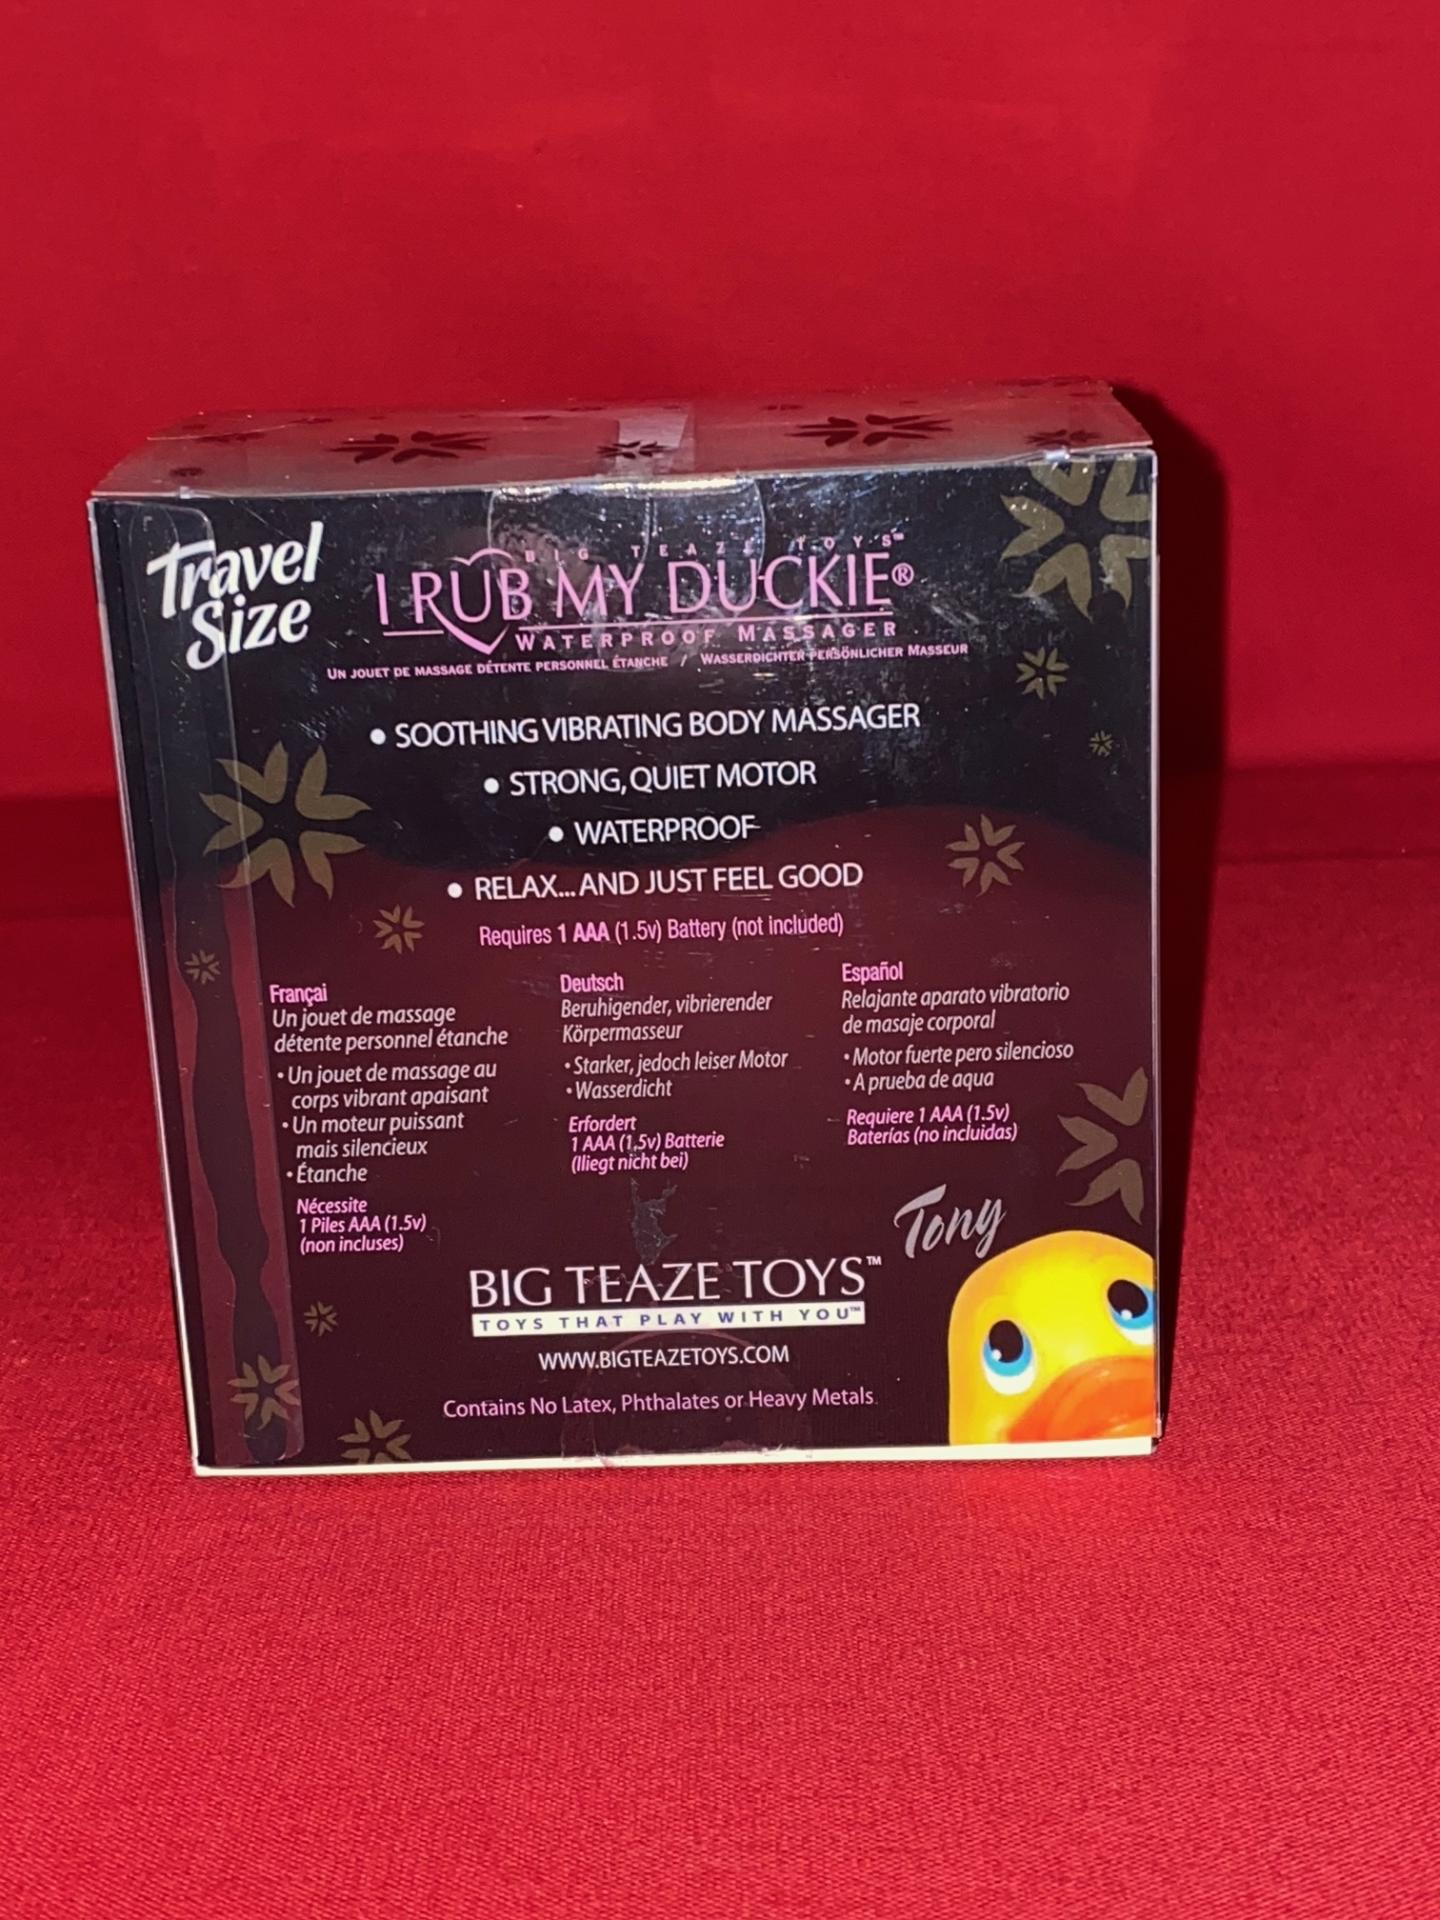 Travel
Size
BIG TEAZE TOYS™
I RUB MY DUCKIE®
WATERPROOF MASSAGER
UN JOUET DE MASSAGE DÉTENTE PERSONNEL ÉTANCHE / WASSERDICHTER PERSÖNLICHER MASSEUR
• SOOTHING VIBRATING BODY MASSAGER
• STRONG, QUIET MOTOR
• WATERPROOF
• RELAX... AND JUST FEEL GOOD
Requires 1 AAA (1.5v) Battery (not included)
Françai
Un jouet de massage
détente personnel étanche
• Un jouet de massage au
corps vibrant apaisant
• Un moteur puissant
mais silencieux
• Étanche
Nécessite
1 Piles AAA (1.5v)
(non incluses)
Deutsch
Beruhigender, vibrierender
Körpermasseur
• Starker, jedoch leiser Motor
• Wasserdicht
Erfordert
1 AAA (1,5v) Batterie
(lliegt nicht bei)
Español
Relajante aparato vibratorio
de masaje corporal
• Motor fuerte pero silencioso
• A prueba de aqua
Requiere 1 AAA (1.5v)
Baterías (no incluidas)
Tony
BIG TEAZE TOYS™
TOYS THAT PLAY WITH YOU™
WWW.BIGTEAZETOYS.COM
Contains No Latex, Phthalates or Heavy Metals.